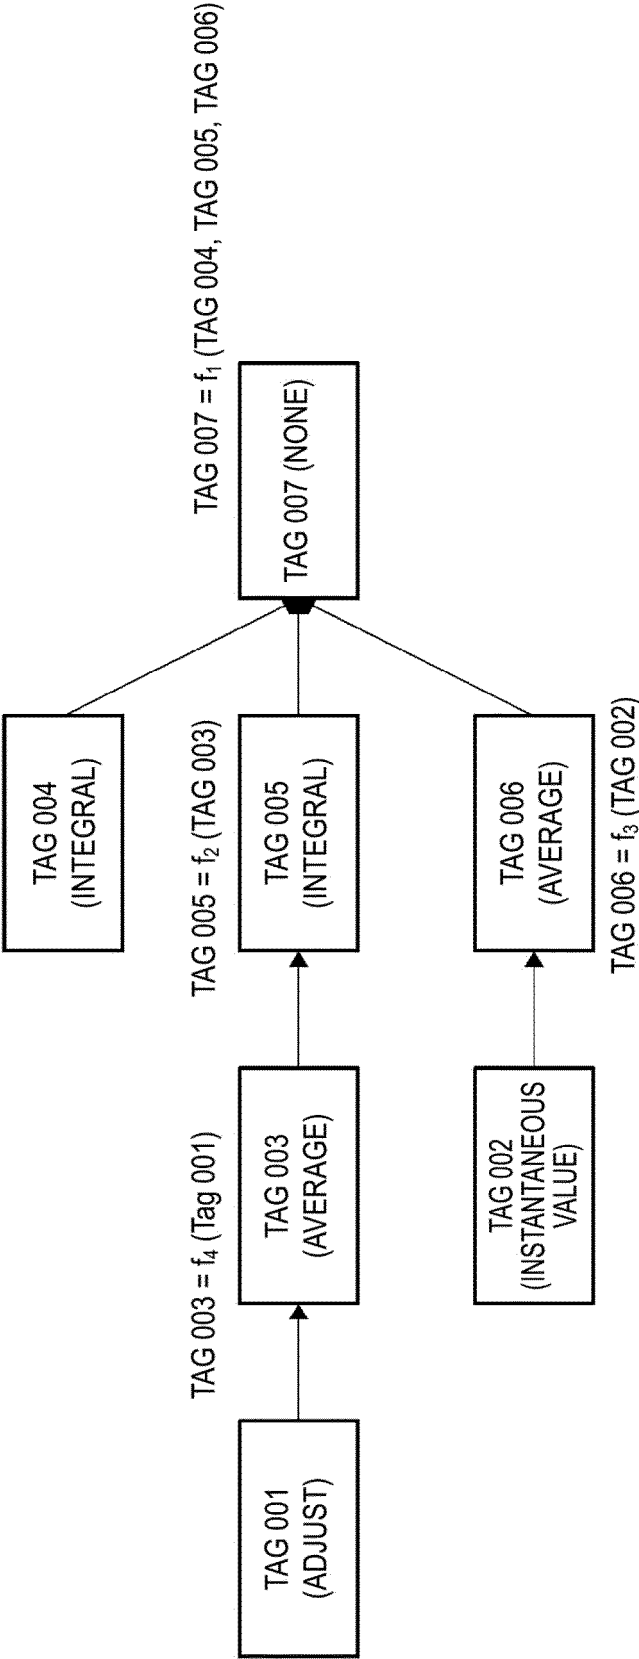 TAG 007 = f₁ (TAG 004, TAG 005, TAG 006)
TAG 004
(INTEGRAL)
TAG 003 = f₄ (Tag 001)
TAG 005 = f₂ (TAG 003)
TAG 001
(ADJUST)
TAG 003
(AVERAGE)
TAG 005
(INTEGRAL)
TAG 007 (NONE)
TAG 002
(INSTANTANEOUS
VALUE)
TAG 006
(AVERAGE)
TAG 006 = f₃ (TAG 002)